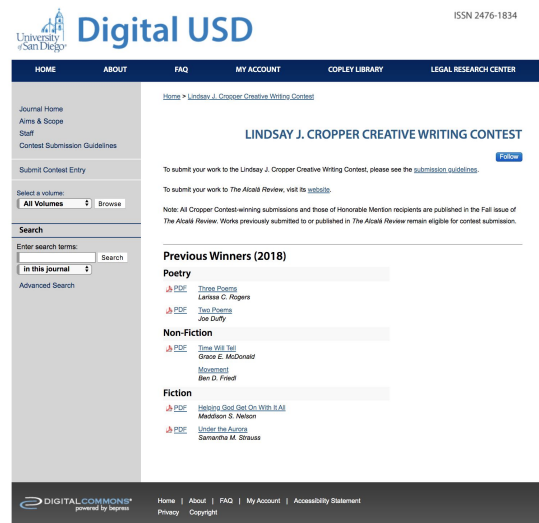 ISSN 2476-1834
University of San Diego®
Digital USD
HOME ABOUT FAQ MY ACCOUNT COPLEY LIBRARY LEGAL RESEARCH CENTER
Home > Lindsay J. Cropper Creative Writing Contest
Journal Home
Aims & Scope
Staff
Contest Submission Guidelines
Submit Contest Entry
Select a volume:
All Volumes Browse
Search
Enter search terms:
Search
in this journal
Advanced Search
LINDSAY J. CROPPER CREATIVE WRITING CONTEST
Follow
To submit your work to the Lindsay J. Cropper Creative Writing Contest, please see the submission guidelines.
To submit your work to The Alcalá Review, visit its website.
Note: All Cropper Contest-winning submissions and those of Honorable Mention recipients are published in the Fall issue of
The Alcalá Review. Works previously submitted to or published in The Alcalá Review remain eligible for contest submission.
Previous Winners (2018)
Poetry
PDF Three Poems
Larissa C. Rogers
PDF Two Poems
Joe Duffy
Non-Fiction
PDF Time Will Tell
Grace E. McDonald
Movement
Ben D. Friedl
Fiction
PDF Helping God Get On With It All
Maddison S. Nelson
PDF Under the Aurora
Samantha M. Strauss
DIGITALCOMMONS®
powered by bepress
Home | About | FAQ | My Account | Accessibility Statement
Privacy Copyright